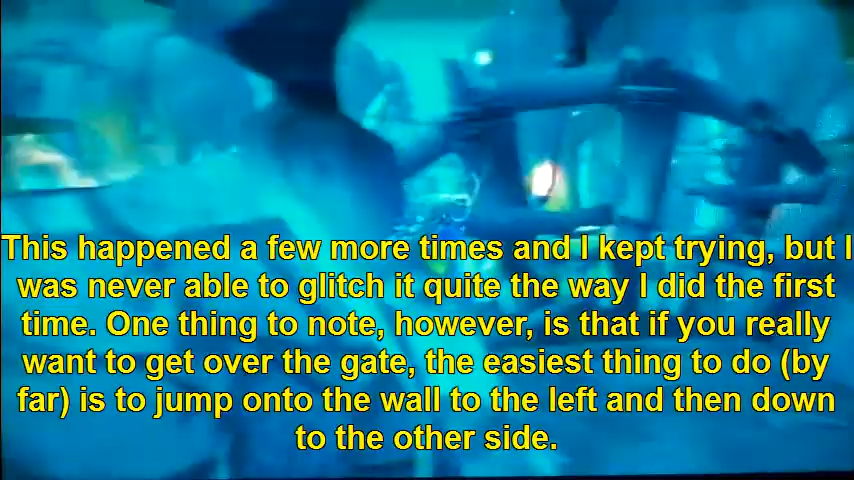 This happened a few more times and I kept trying, but I
was never able to glitch it quite the way I did the first
time. One thing to note, however, is that if you really
want to get over the gate, the easiest thing to do (by
far) is to jump onto the wall to the left and then down
to the other side.